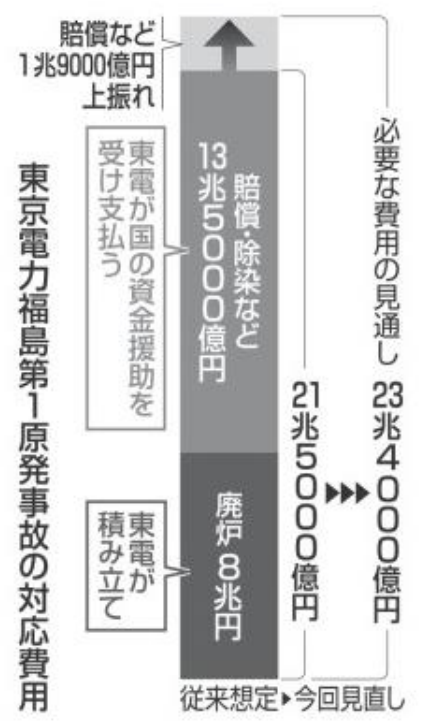 東京電力福島第1原発事故の対応費用
賠償など
1兆9000億円
上振れ
東電が国の資金援助を
受け支払う
賠償・除染など
13兆5000億円
東電が
積み立て
廃炉8兆円
必要な費用の見通し
21兆5000億円
▶▶▶
23兆4000億円
従来想定▶今回見直し